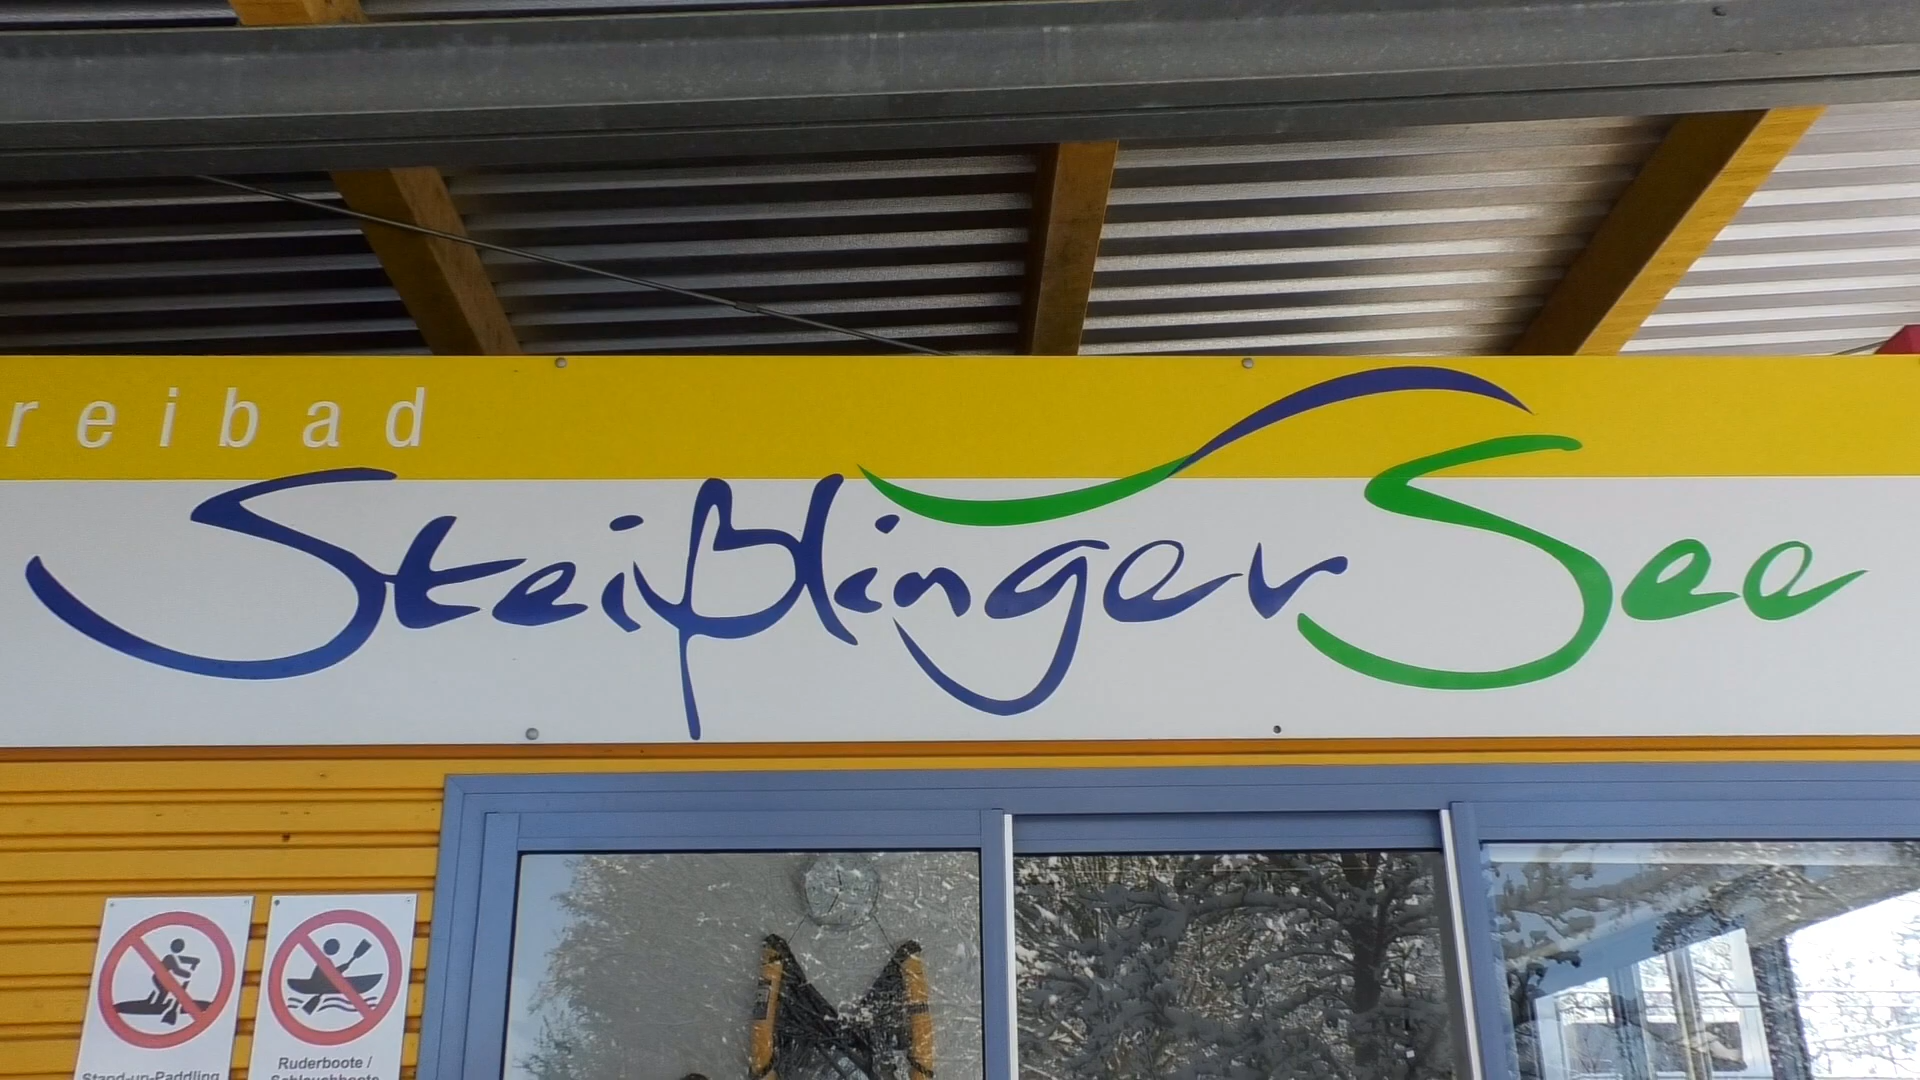 reibad
Steißlinger See
Stand-up-Paddling
Ruderboote /
Schlauchboote